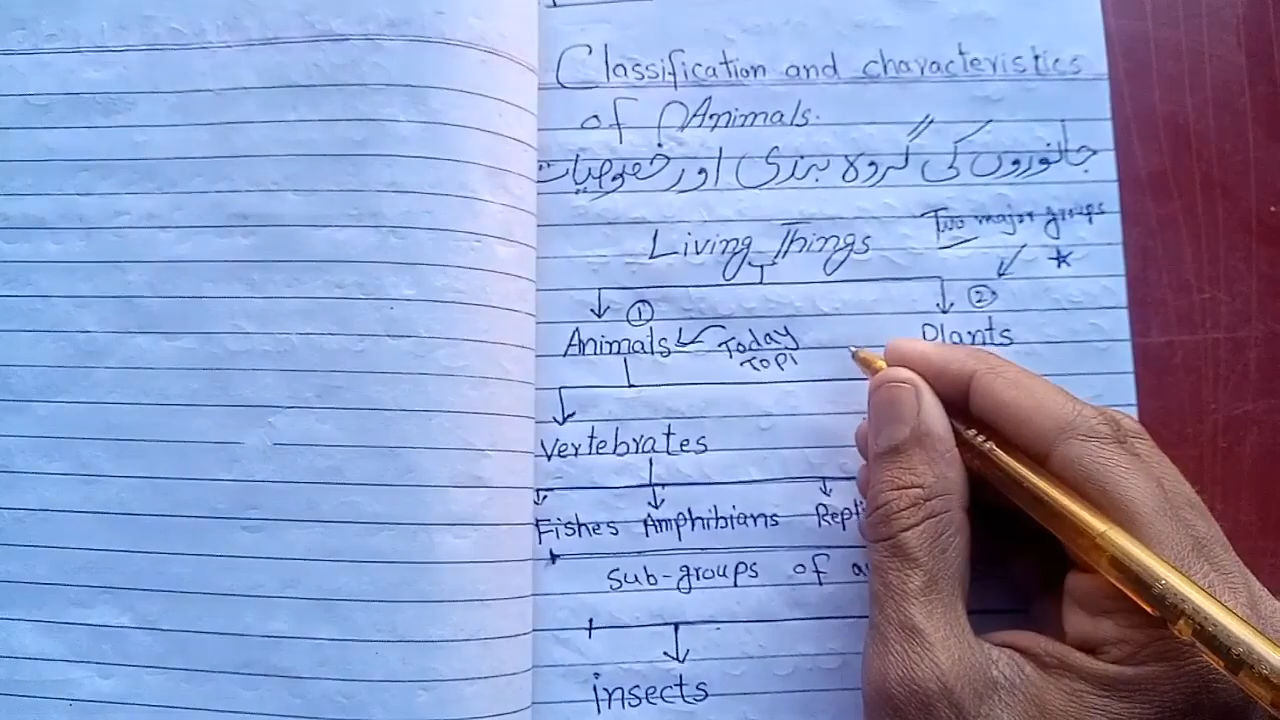 Classification and characteristics
of Animals.
جانوروں کی گروہ بندی اور خصوصیات
Two major groups
Living Things
① ②
Animals Today Plants
Topi
Vertebrates
Fishes Amphibians Repti
Sub-groups of a
insects